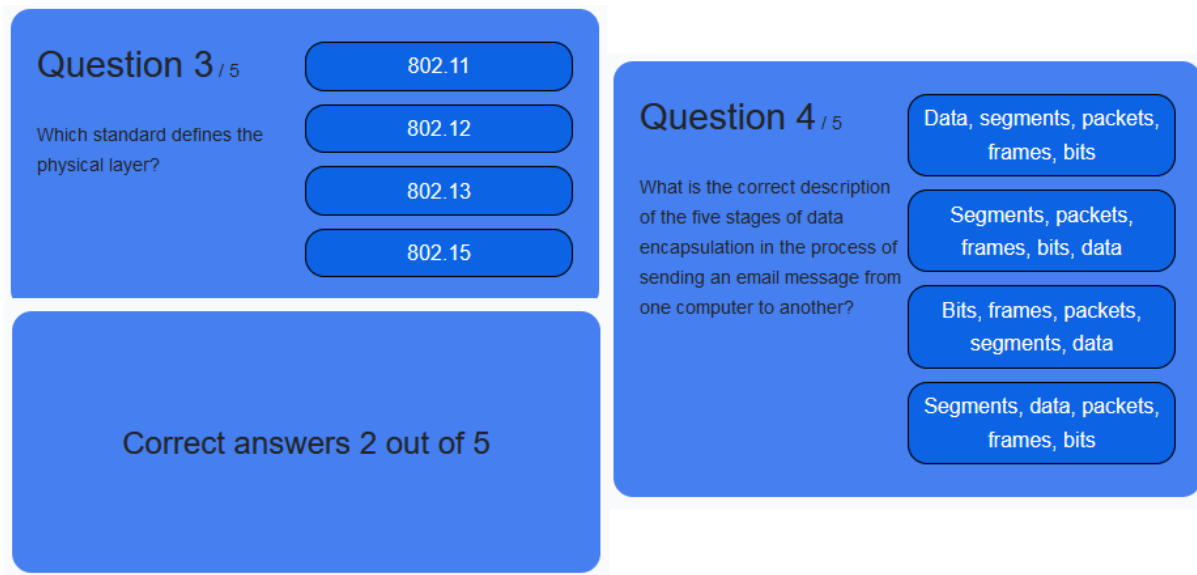 Question 3 / 5
Which standard defines the
physical layer?
802.11
802.12
802.13
802.15
Correct answers 2 out of 5
Question 4 / 5
What is the correct description
of the five stages of data
encapsulation in the process of
sending an email message from
one computer to another?
Data, segments, packets,
frames, bits
Segments, packets,
frames, bits, data
Bits, frames, packets,
segments, data
Segments, data, packets,
frames, bits